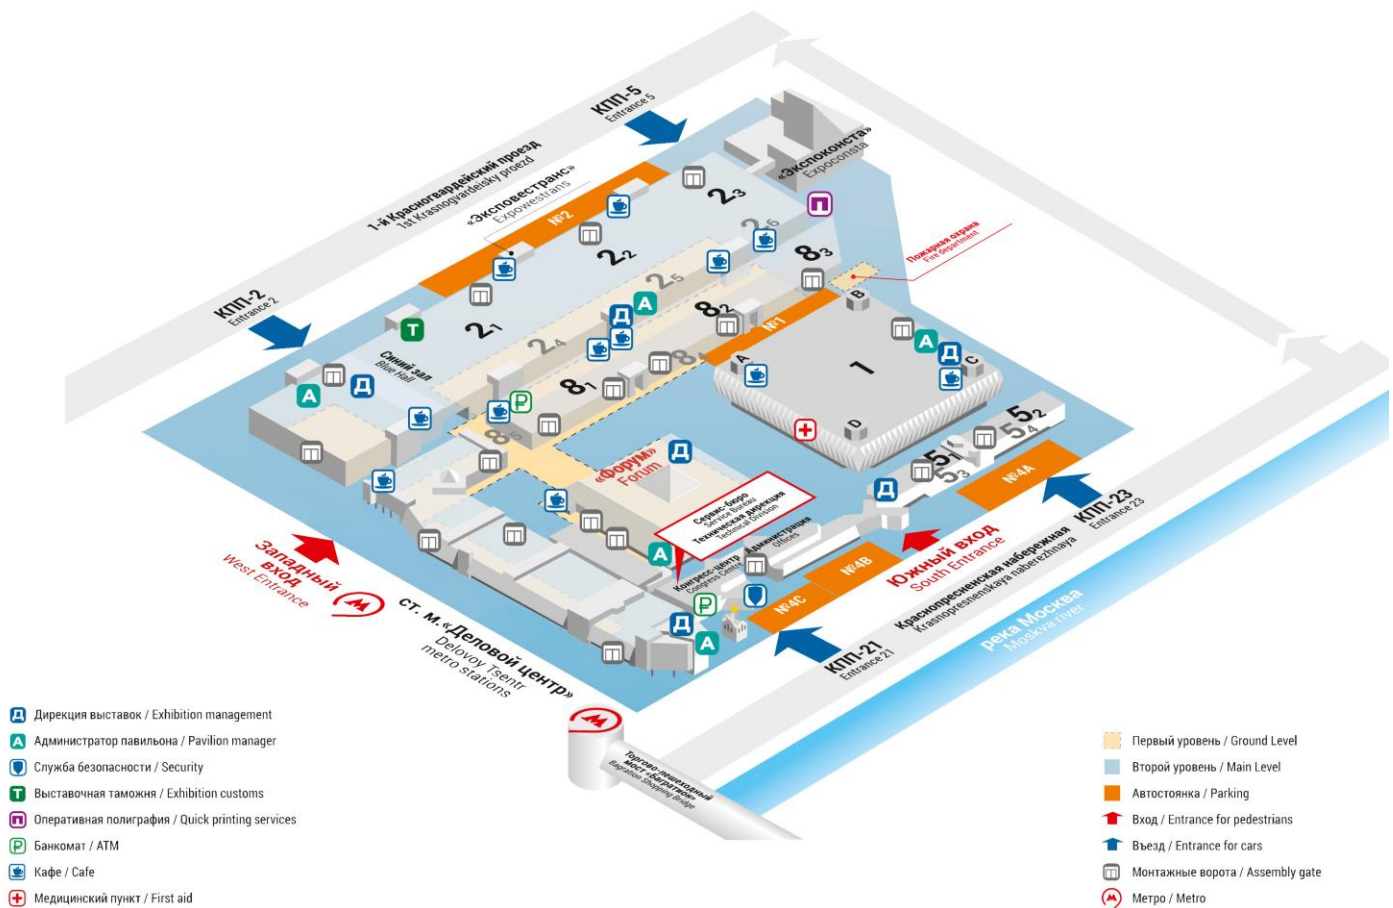 КПП-5
Entrance 5
«Экспоконста»
Expoconsta
1-й Красногвардейский проезд
1st Krasnogvardeisky proezd
«Эксповестранс»
Expowestrans
№2
2₃
2₆
П
Пожарная охрана
Fire department
2₂
8₃
КПП-2
Entrance 2
2₅
B
T
2₁
A
Д
8₂
№1
2₄
A
Д
Синий зал
Blue Hall
8₄
A
1
C
A
Д
8₁
8₅
D
5₂
5₄
«Форум»
Forum
Д
5₁
5₃
№4A
Д
Сервис-бюро
Service Bureau
Техническая дирекция
Technical Division
КПП-23
Entrance 23
Западный
вход
West Entrance
A
Администрация
Offices
Конгресс-центр
Congress Centre
№4B
Южный вход
South Entrance
Краснопресненская набережная
Krasnopresnenskaya naberezhnaya
№4C
Д
A
КПП-21
Entrance 21
река Москва
Moskva river
ст. м.«Деловой центр»
Delovoy Tsentr
metro stations
Торгово-пешеходный
мост «Багратион»
Bagration Shopping Bridge
Д Дирекция выставок / Exhibition management
A Администратор павильона / Pavilion manager
Служба безопасности / Security
T Выставочная таможня / Exhibition customs
П Оперативная полиграфия / Quick printing services
₽ Банкомат / ATM
Кафе / Cafe
Медицинский пункт / First aid
Первый уровень / Ground Level
Второй уровень / Main Level
Автостоянка / Parking
Вход / Entrance for pedestrians
Въезд / Entrance for cars
Монтажные ворота / Assembly gate
Метро / Metro